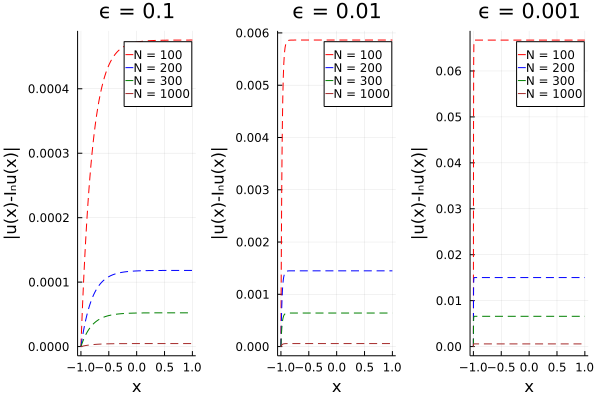 ϵ = 0.1
|u(x)-Iₙu(x)|
0.0004
0.0003
0.0002
0.0001
0.0000
N = 100
N = 200
N = 300
N = 1000
−1.0 −0.5 0.0 0.5 1.0
x
ϵ = 0.01
|u(x)-Iₙu(x)|
0.006
0.005
0.004
0.003
0.002
0.001
0.000
N = 100
N = 200
N = 300
N = 1000
−1.0 −0.5 0.0 0.5 1.0
x
ϵ = 0.001
|u(x)-Iₙu(x)|
0.06
0.05
0.04
0.03
0.02
0.01
0.00
N = 100
N = 200
N = 300
N = 1000
−1.0 −0.5 0.0 0.5 1.0
x